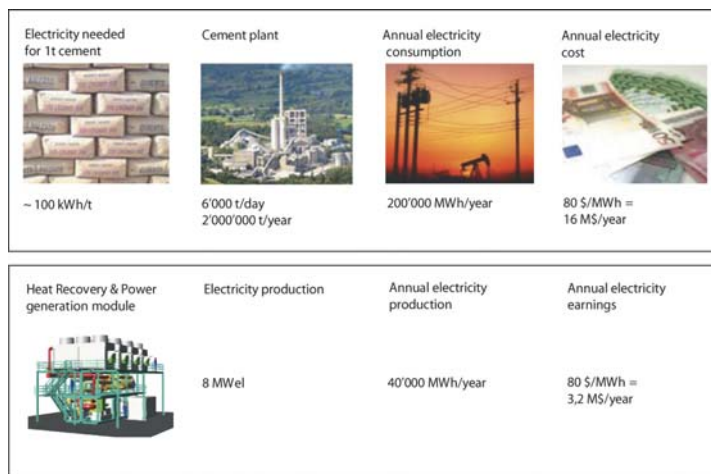 Electricity needed
for 1t cement
Cement plant
Annual electricity
consumption
Annual electricity
cost
~ 100 kWh/t
6'000 t/day
2'000'000 t/year
200'000 MWh/year
80 $/MWh =
16 M$/year
Heat Recovery & Power
generation module
Electricity production
Annual electricity
production
Annual electricity
earnings
8 MWel
40'000 MWh/year
80 $/MWh =
3,2 M$/year